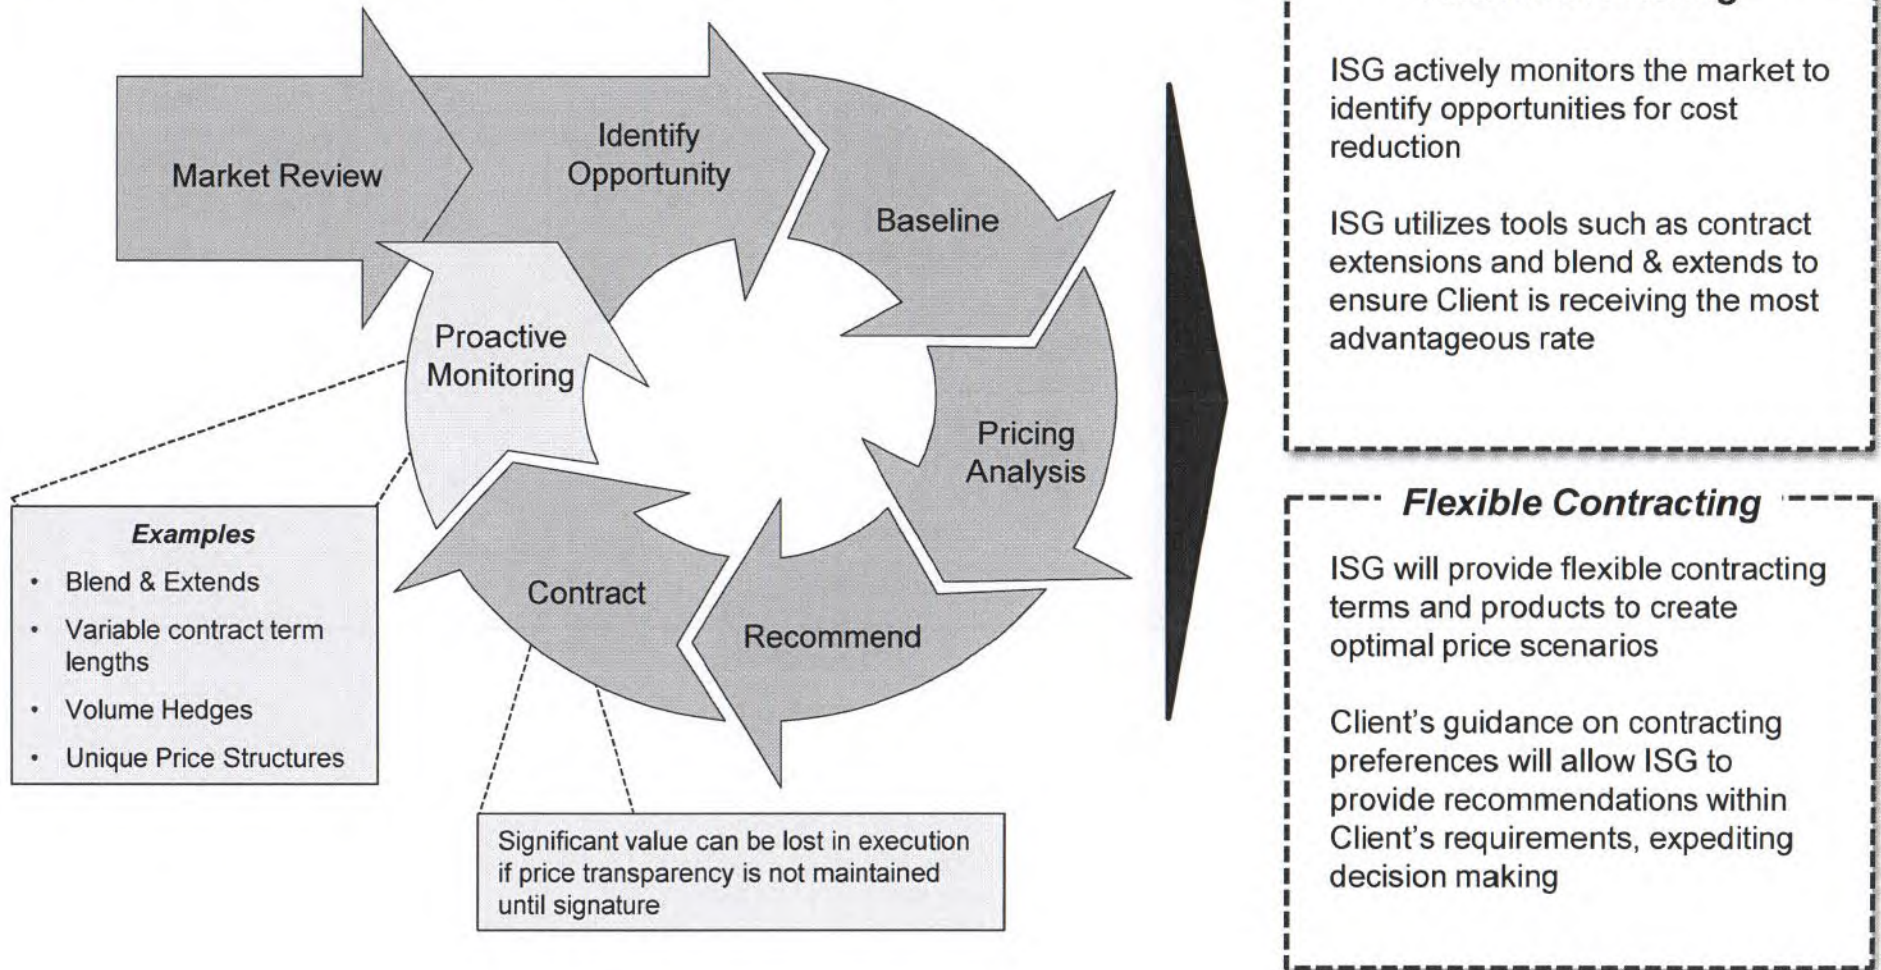 Market Review
Identify
Opportunity
Baseline
Pricing
Analysis
Recommend
Contract
Proactive
Monitoring
Examples
• Blend & Extends
• Variable contract term
lengths
• Volume Hedges
• Unique Price Structures
Significant value can be lost in execution
if price transparency is not maintained
until signature
ISG actively monitors the market to
identify opportunities for cost
reduction
ISG utilizes tools such as contract
extensions and blend & extends to
ensure Client is receiving the most
advantageous rate
Flexible Contracting
ISG will provide flexible contracting
terms and products to create
optimal price scenarios
Client's guidance on contracting
preferences will allow ISG to
provide recommendations within
Client's requirements, expediting
decision making